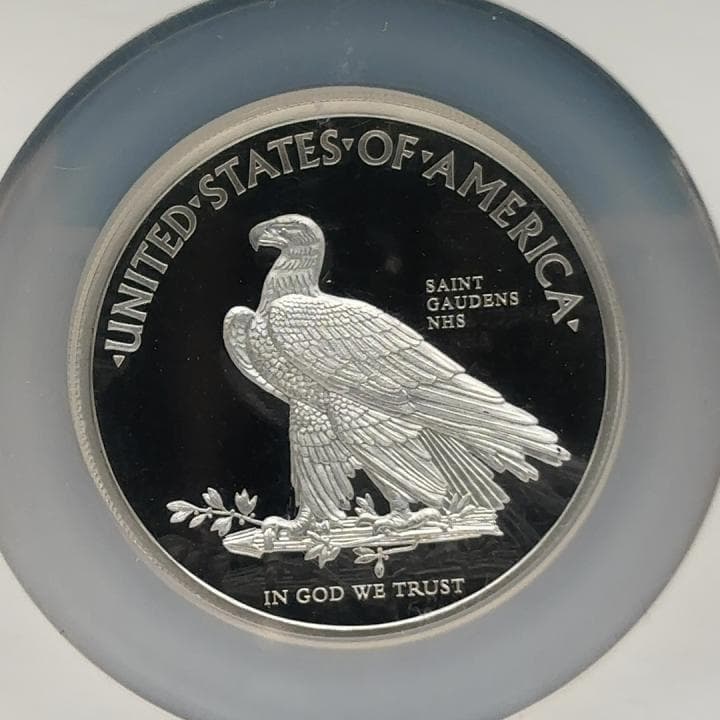 UNITED STATES OF AMERICA
SAINT
GAUDENS
NHS
IN GOD WE TRUST